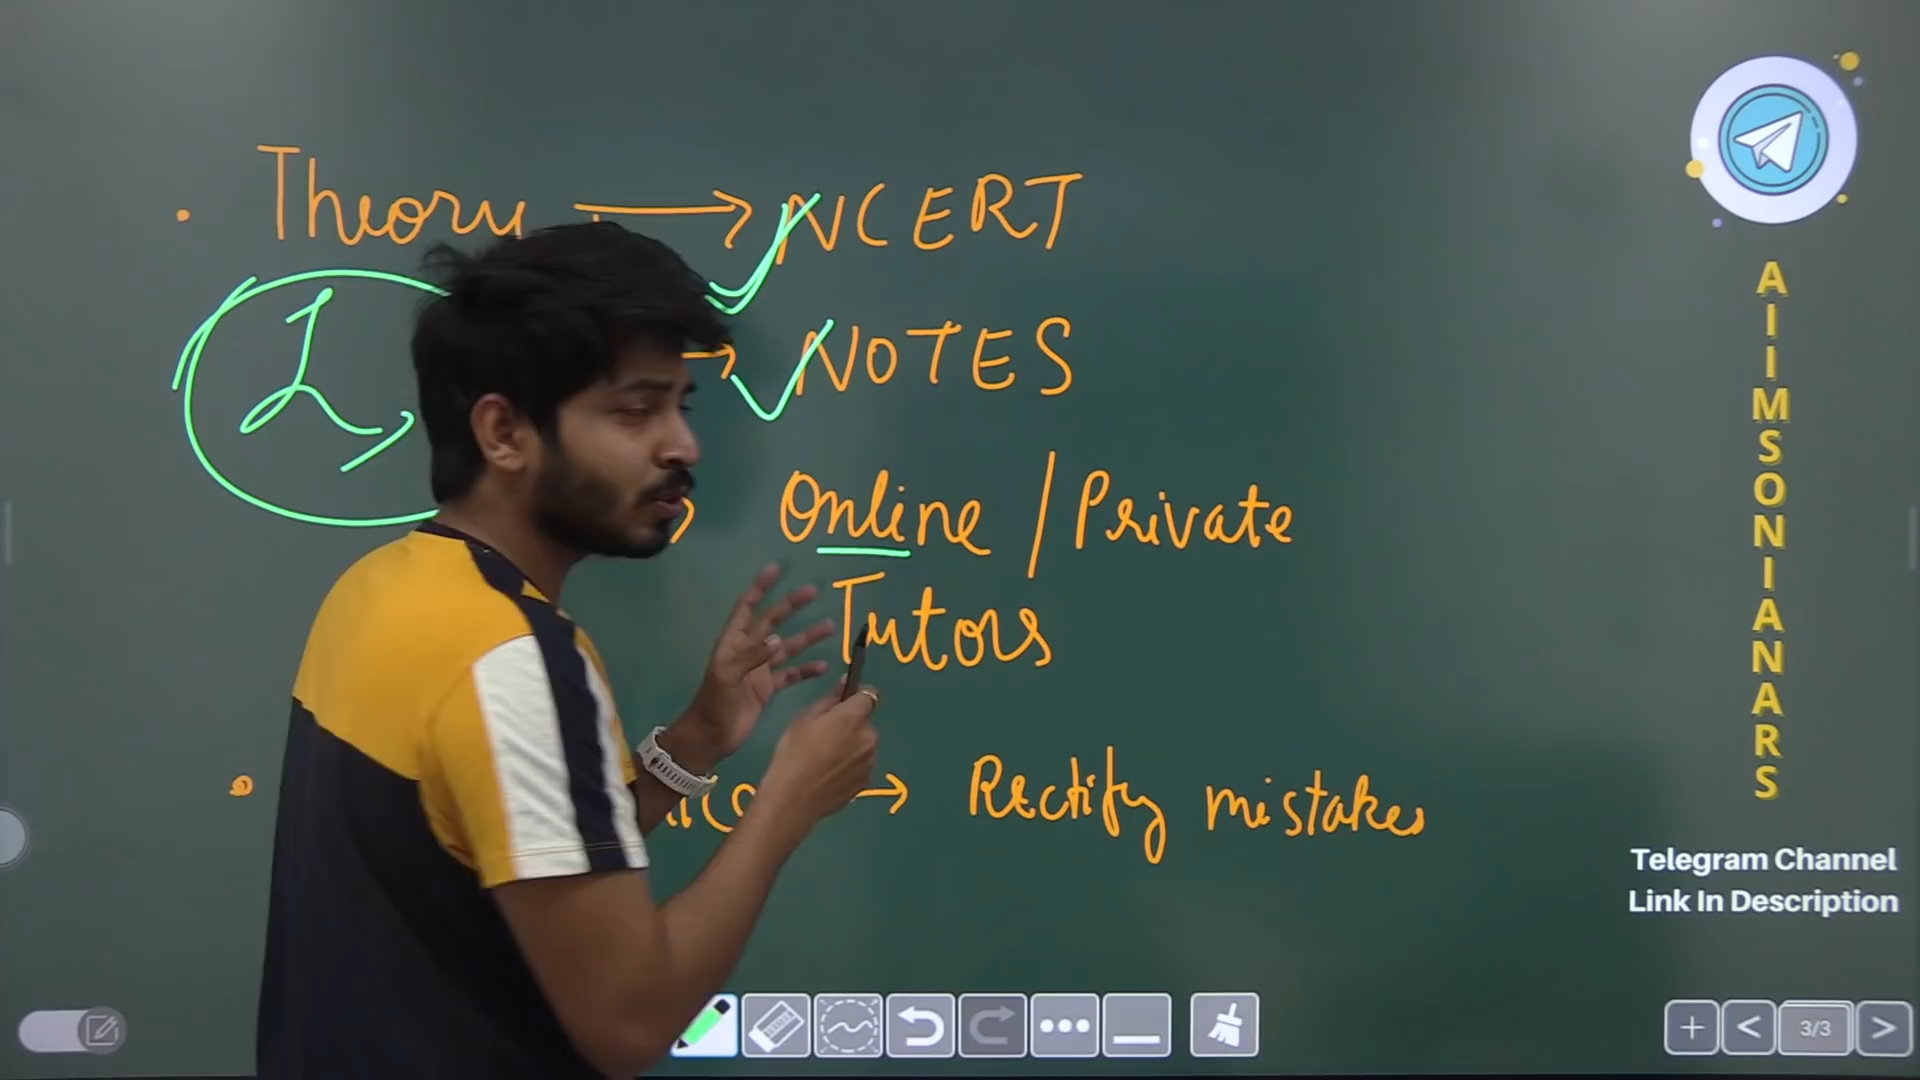 Theory → NCERT
→ NOTES
Online / Private
Tutors
→ Rectify mistakes
AIIMSONIANARS
Telegram Channel
Link In Description
3/3